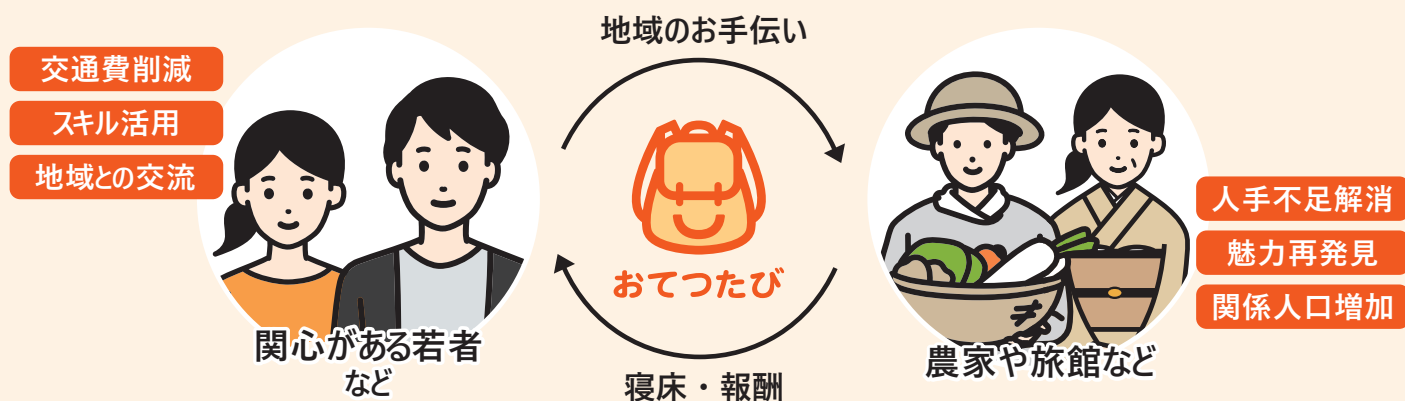 地域のお手伝い
交通費削減
スキル活用
地域との交流
関心がある若者
など
おてつたび
寝床・報酬
人手不足解消
魅力再発見
関係人口増加
農家や旅館など